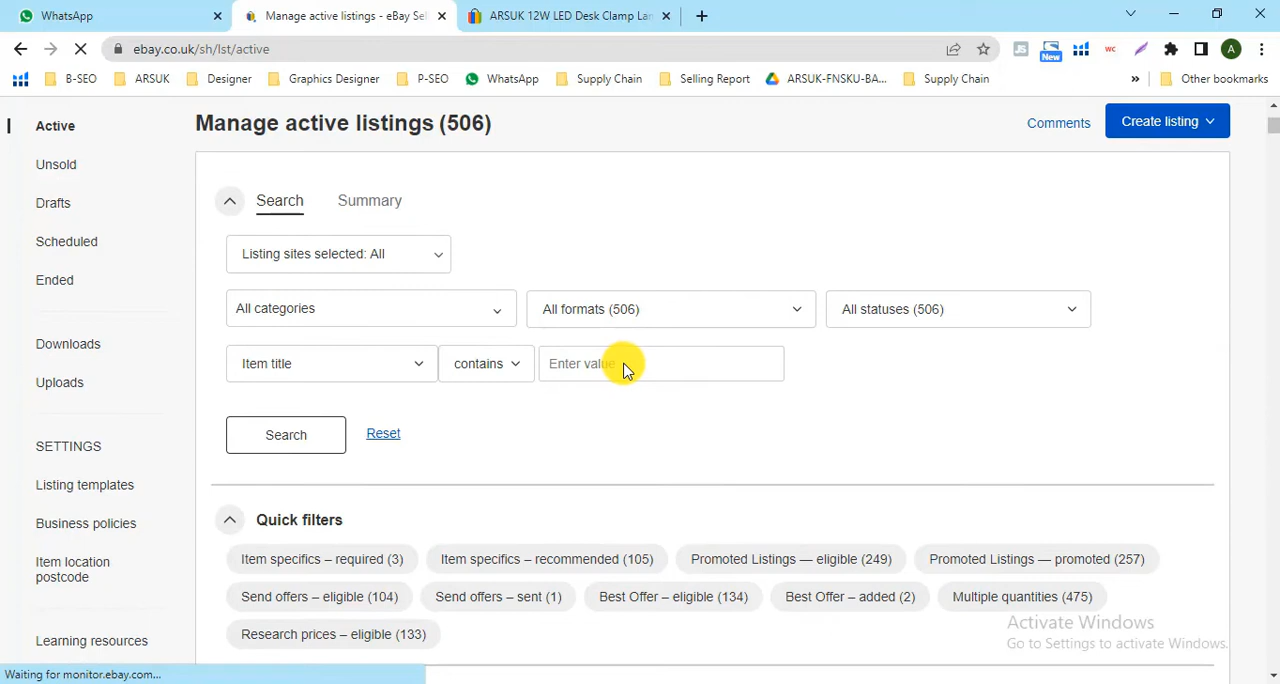 WhatsApp
Manage active listings - eBay Sel
ARSUK 12W LED Desk Clamp Lan
ebay.co.uk/sh/lst/active
JS
New
wc
A
B-SEO
ARSUK
Designer
Graphics Designer
P-SEO
WhatsApp
Supply Chain
Selling Report
ARSUK-FNSKU-BA...
Supply Chain
»
Other bookmarks
Active
Manage active listings (506)
Comments
Create listing
Unsold
Drafts
Search
Summary
Scheduled
Listing sites selected: All
Ended
All categories
All formats (506)
All statuses (506)
Downloads
Item title
contains
Enter value
Uploads
Search
Reset
SETTINGS
Listing templates
Business policies
Quick filters
Item location
postcode
Item specifics – required (3)
Item specifics – recommended (105)
Promoted Listings — eligible (249)
Promoted Listings — promoted (257)
Send offers – eligible (104)
Send offers – sent (1)
Best Offer – eligible (134)
Best Offer – added (2)
Multiple quantities (475)
Research prices – eligible (133)
Learning resources
Activate Windows
Go to Settings to activate Windows.
Waiting for monitor.ebay.com...